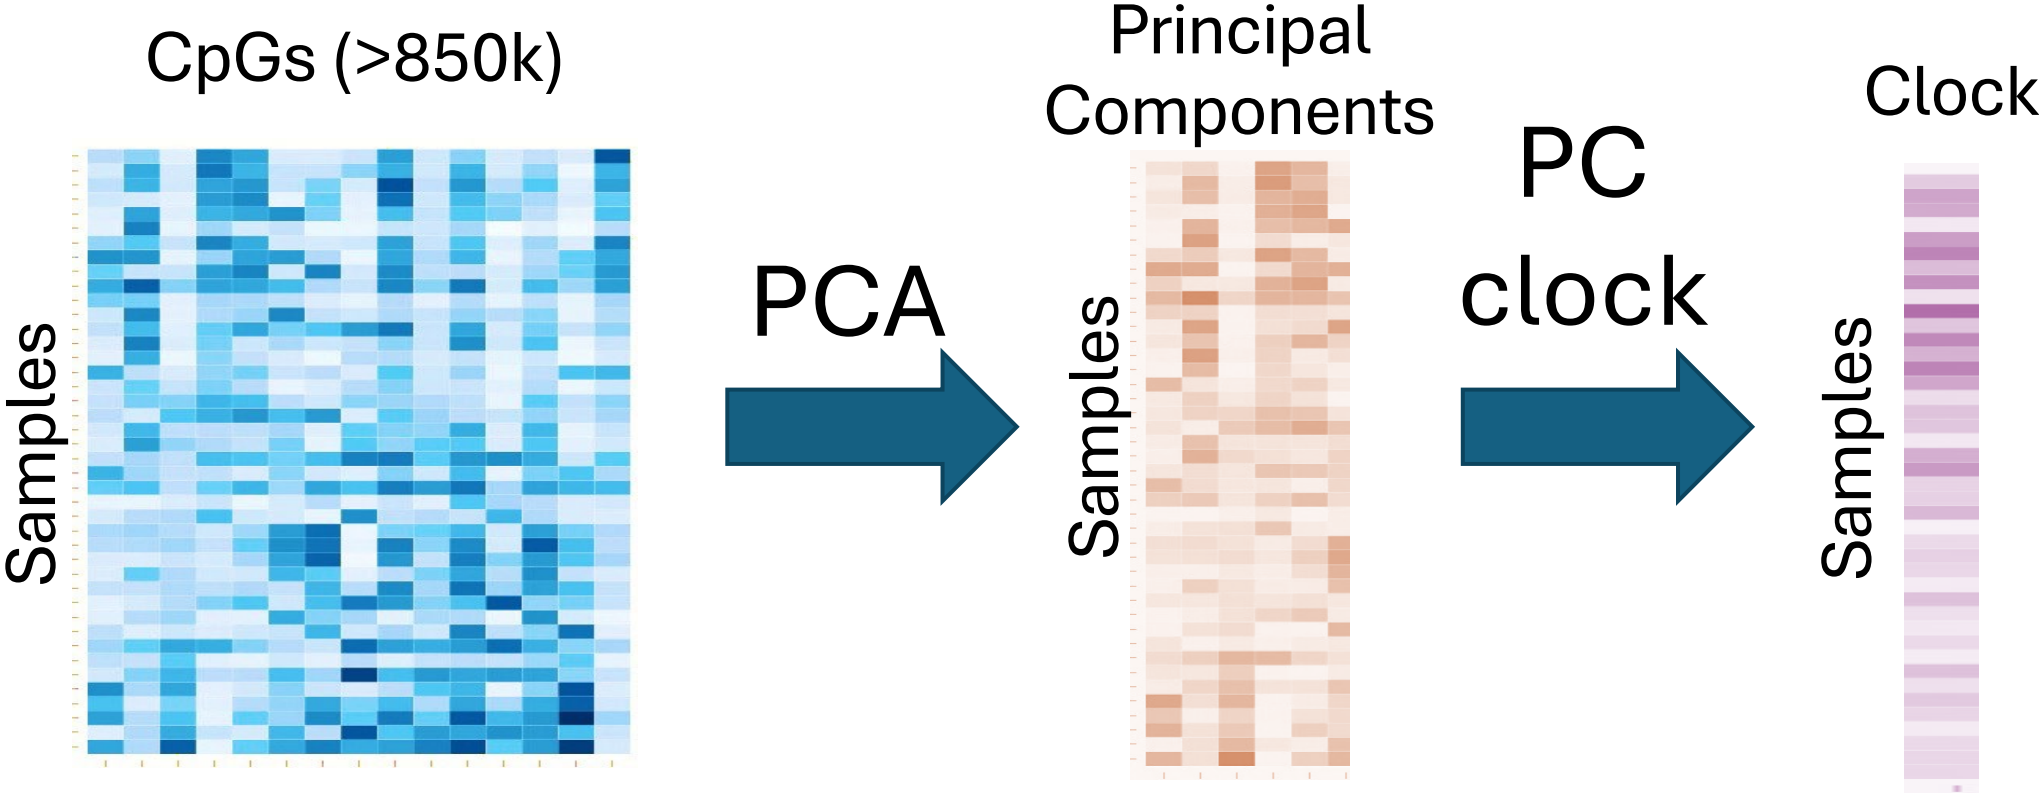 CpGs (>850k)
Samples
PCA
Principal
Components
Samples
PC
clock
Clock
Samples